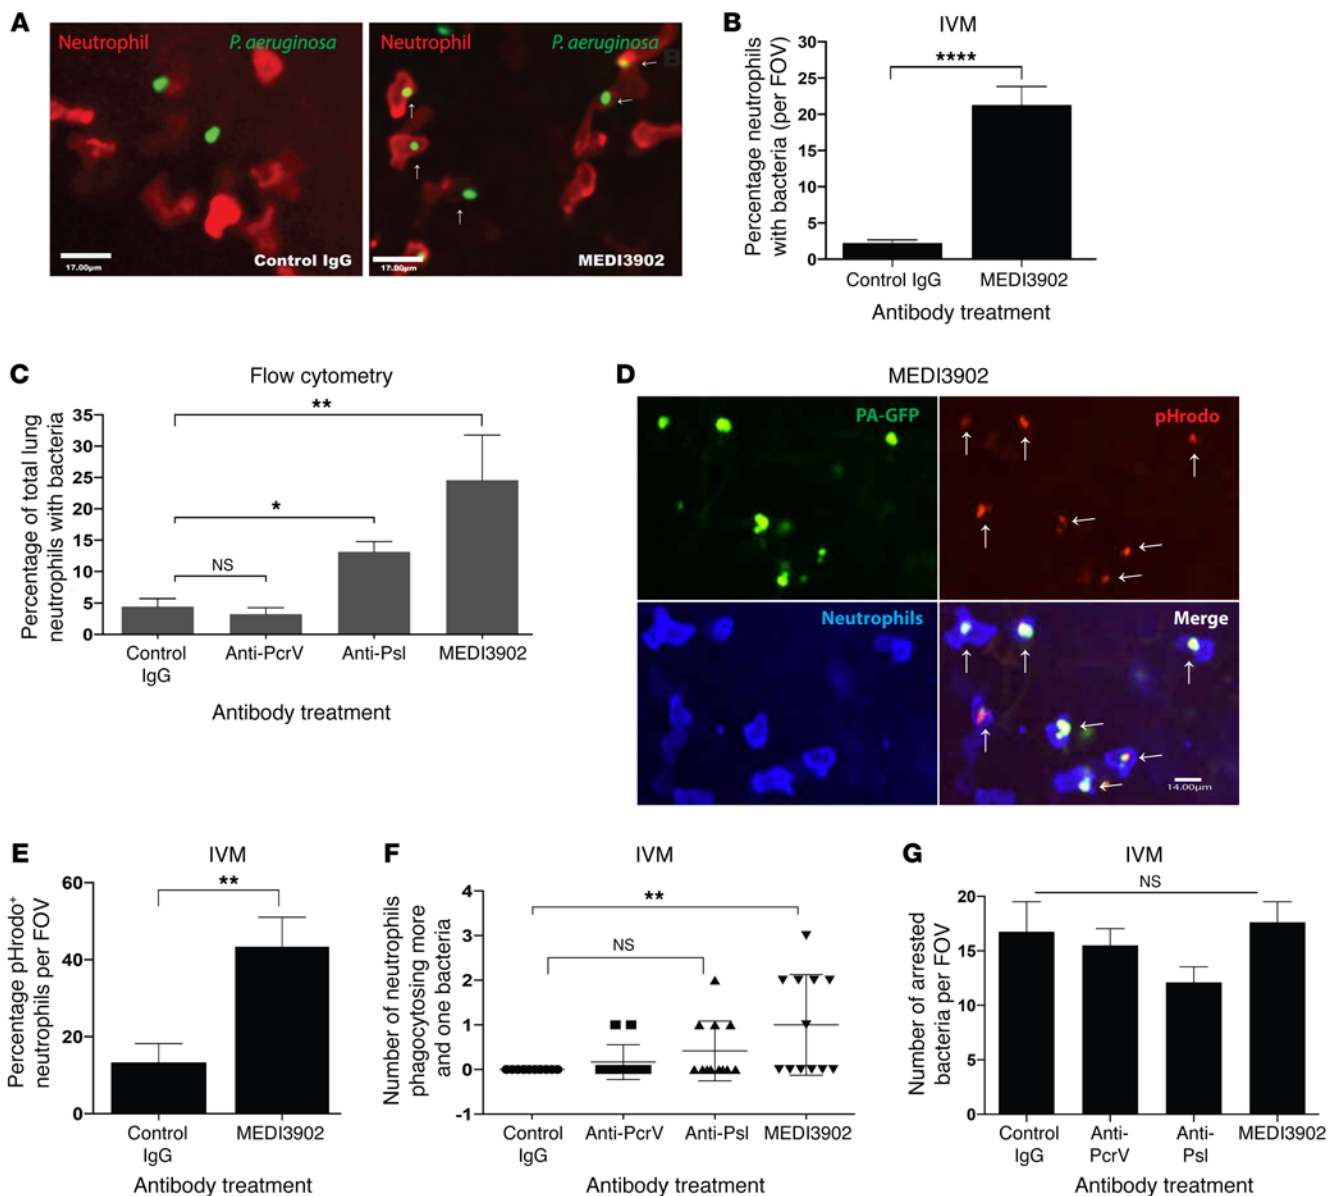 A
Neutrophil
P. aeruginosa
17.00µm
Control IgG
Neutrophil
P. aeruginosa
17.00µm
MEDI3902
B
IVM
Percentage neutrophils
with bacteria (per FOV)
30
25
20
15
10
5
0
****
Control IgG
MEDI3902
Antibody treatment
C
Flow cytometry
Percentage of total lung
neutrophils with bacteria
35
30
25
20
15
10
5
0
**
*
NS
Control
IgG
Anti-PcrV
Anti-Psl
MEDI3902
Antibody treatment
D
MEDI3902
PA-GFP
pHrodo
Neutrophils
Merge
14.00µm
E
IVM
Percentage pHrodo+
neutrophils per FOV
60
40
20
0
**
Control
IgG
MEDI3902
Antibody treatment
F
IVM
Number of neutrophils
phagocytosing more
and one bacteria
4
3
2
1
0
-1
**
NS
Control
IgG
Anti-PcrV
Anti-Psl
MEDI3902
Antibody treatment
G
IVM
Number of arrested
bacteria per FOV
20
15
10
5
0
NS
Control
IgG
Anti-
PcrV
Anti-
Psl
MEDI3902
Antibody treatment